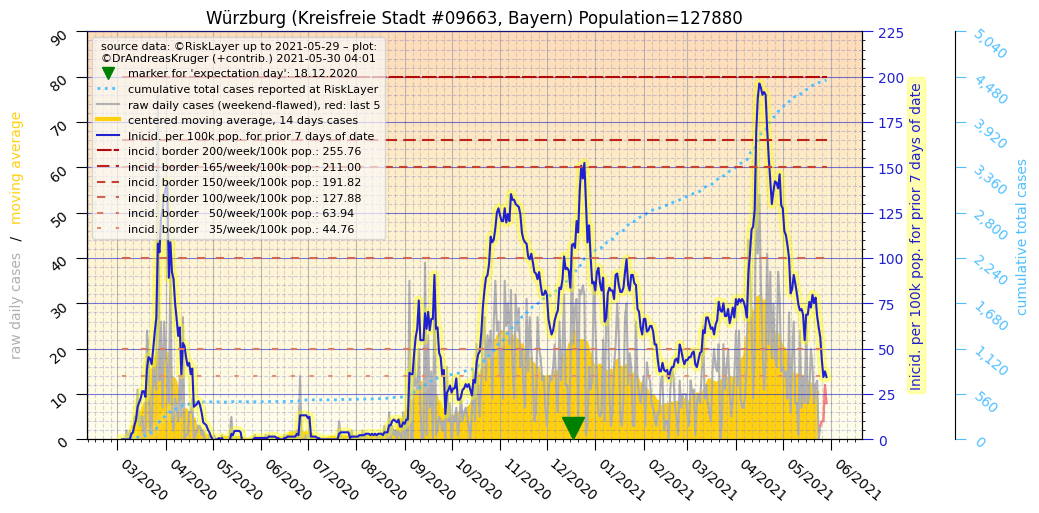 Würzburg (Kreisfreie Stadt #09663, Bayern) Population=127880
source data: ©RiskLayer up to 2021-05-29 – plot:
©DrAndreasKruger (+contrib.) 2021-05-30 04:01
marker for 'expectation day': 18.12.2020
cumulative total cases reported at RiskLayer
raw daily cases (weekend-flawed), red: last 5
centered moving average, 14 days cases
Inicid. per 100k pop. for prior 7 days of date
incid. border 200/week/100k pop.: 255.76
incid. border 165/week/100k pop.: 211.00
incid. border 150/week/100k pop.: 191.82
incid. border 100/week/100k pop.: 127.88
incid. border   50/week/100k pop.: 63.94
incid. border   35/week/100k pop.: 44.76
raw daily cases / moving average
90
80
70
60
50
40
30
20
10
0
03/2020
04/2020
05/2020
06/2020
07/2020
08/2020
09/2020
10/2020
11/2020
12/2020
01/2021
02/2021
03/2021
04/2021
05/2021
06/2021
225
200
175
150
125
100
75
50
25
0
Inicid. per 100k pop. for prior 7 days of date
5,040
4,480
3,920
3,360
2,800
2,240
1,680
1,120
560
0
cumulative total cases